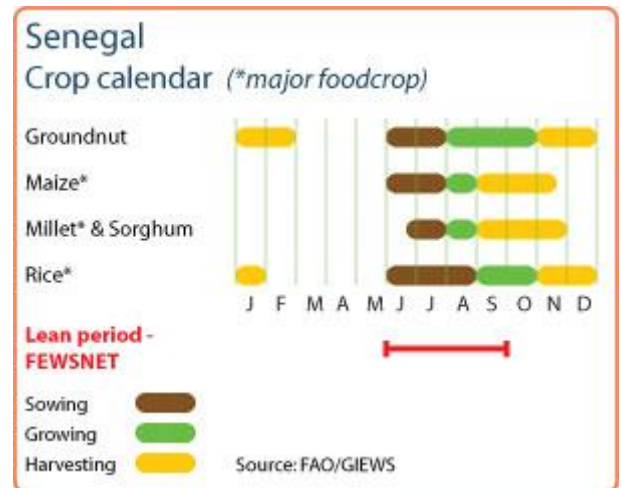 Senegal
Crop calendar (*major foodcrop)
Groundnut
Maize*
Millet* & Sorghum
Rice*
J F M A M J J A S O N D
Lean period -
FEWSNET
Sowing
Growing
Harvesting Source: FAO/GIEWS